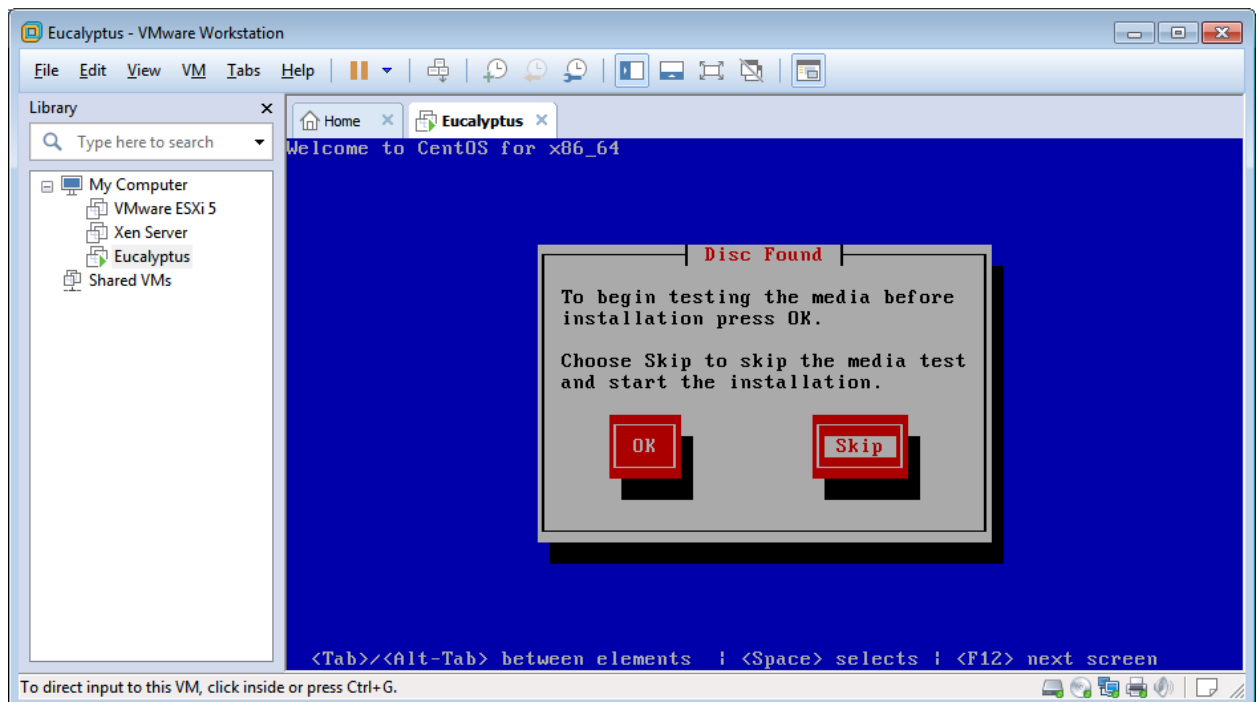 Eucalyptus - VMware Workstation
File Edit View VM Tabs Help
Library
Type here to search
My Computer
VMware ESXi 5
Xen Server
Eucalyptus
Shared VMs
Home Eucalyptus
Welcome to CentOS for x86_64
Disc Found
To begin testing the media before
installation press OK.
Choose Skip to skip the media test
and start the installation.
OK Skip
<Tab>/<Alt-Tab> between elements | <Space> selects | <F12> next screen
To direct input to this VM, click inside or press Ctrl+G.